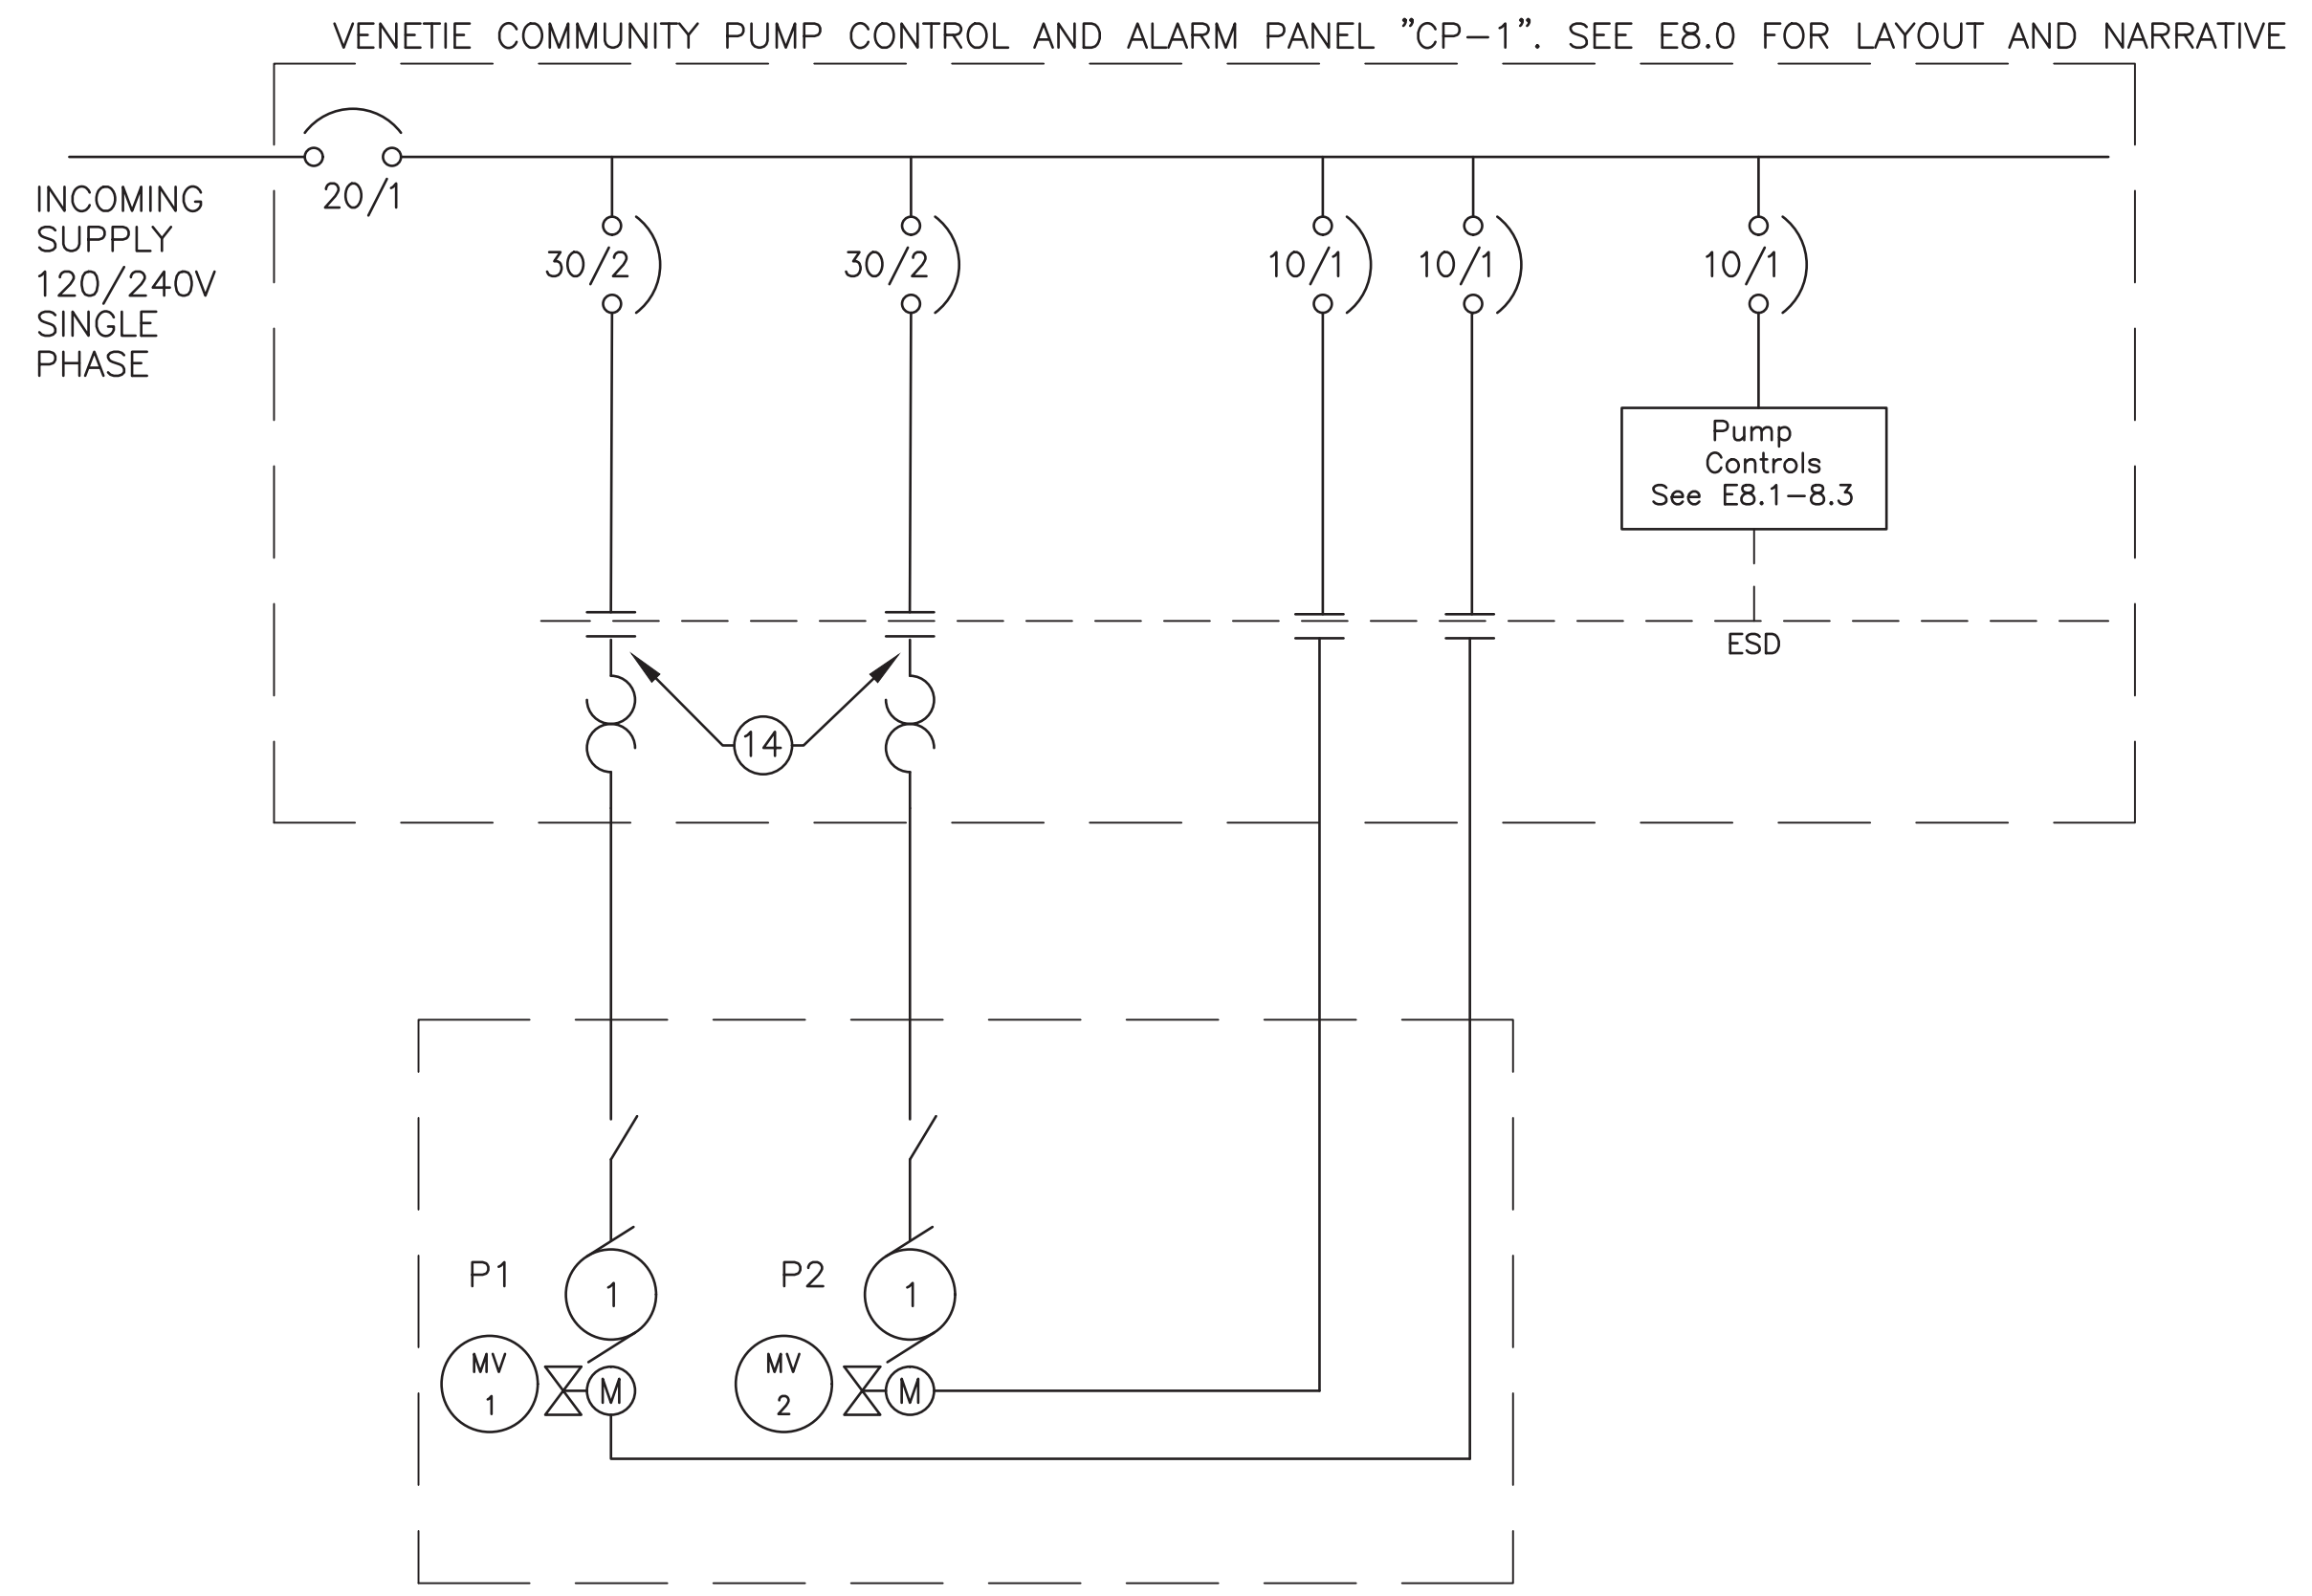 VENETIE COMMUNITY PUMP CONTROL AND ALARM PANEL "CP-1". SEE E8.0 FOR LAYOUT AND NARRATIVE
INCOMING
SUPPLY
120/240V
SINGLE
PHASE
20/1
30/2
30/2
10/1
10/1
10/1
Pump
Controls
See E8.1-8.3
ESD
14
P1
1
P2
1
MV
1
M
MV
2
M